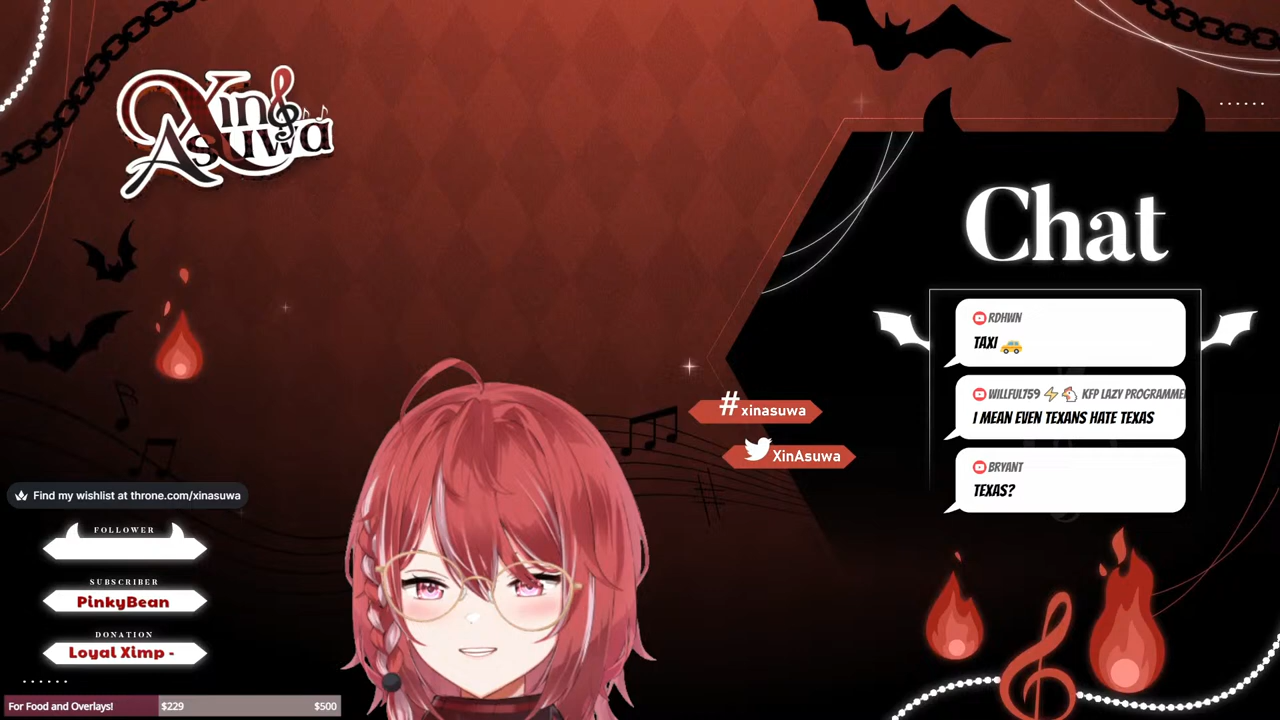 Xin
Asuwa
Chat
RDHWN
TAXI
WILLFUL759 ⚡ KFP LAZY PROGRAMMER
I MEAN EVEN TEXANS HATE TEXAS
BRYANT
TEXAS?
# xinasuwa
XinAsuwa
Find my wishlist at throne.com/xinasuwa
FOLLOWER
SUBSCRIBER
PinkyBean
DONATION
Loyal Ximp -
For Food and Overlays! $229 $500